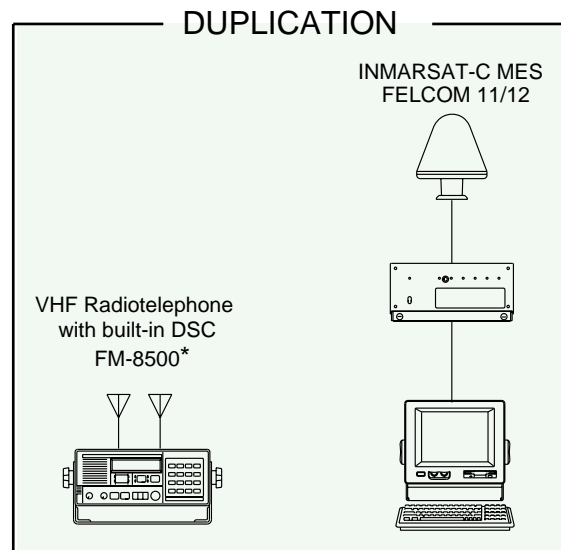 DUPLICATION
INMARSAT-C MES
FELCOM 11/12
VHF Radiotelephone
with built-in DSC
FM-8500*